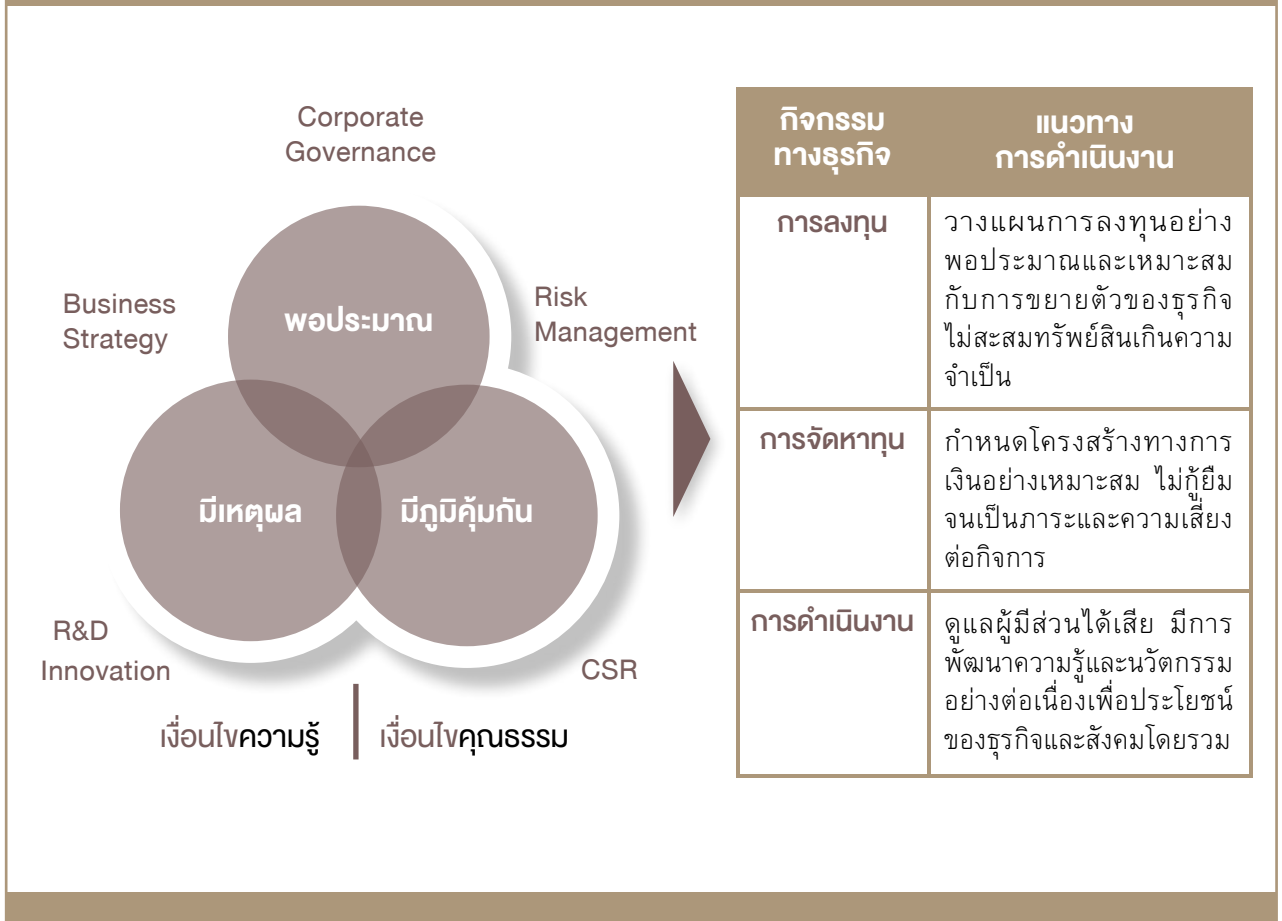 Corporate
Governance
Business
Strategy
Risk
Management
พอประมาณ
มีเหตุผล
มีภูมิคุ้มกัน
R&D
Innovation
CSR
เงื่อนไขความรู้
เงื่อนไขคุณธรรม
กิจกรรม
ทางธุรกิจ
แนวทาง
การดำเนินงาน
การลงทุน
วางแผนการลงทุนอย่าง
พอประมาณและเหมาะสม
กับการขยายตัวของธุรกิจ
ไม่สะสมทรัพย์สินเกินความ
จำเป็น
การจัดหาทุน
กำหนดโครงสร้างทางการ
เงินอย่างเหมาะสม ไม่กู้ยืม
จนเป็นภาระและความเสี่ยง
ต่อกิจการ
การดำเนินงาน
ดูแลผู้มีส่วนได้เสีย มีการ
พัฒนาความรู้และนวัตกรรม
อย่างต่อเนื่องเพื่อประโยชน์
ของธุรกิจและสังคมโดยรวม